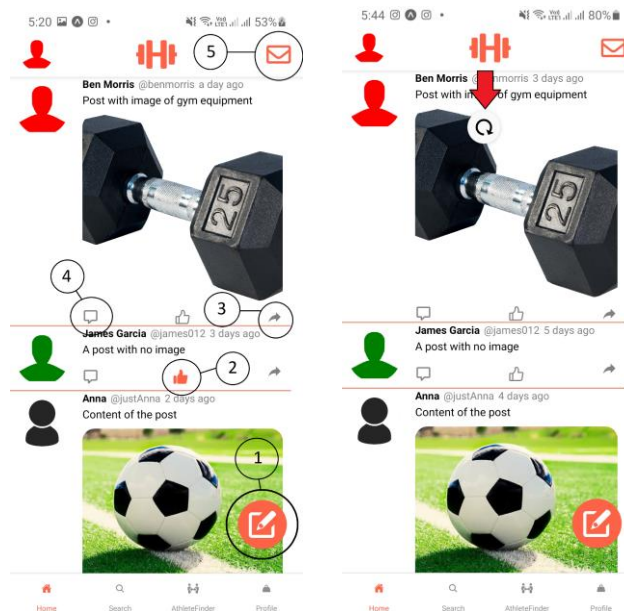 5:20
53%
5
Ben Morris @benmorris a day ago
Post with image of gym equipment
25
4
3
James Garcia @james012 3 days ago
A post with no image
2
Anna @justAnna 2 days ago
Content of the post
1
Home Search AthleteFinder Profile
5:44
80%
Ben Morris 3 days ago
Post with of gym equipment
25
James Garcia @james012 5 days ago
A post with no image
Anna @justAnna 4 days ago
Content of the post
Home Search AthleteFinder Profile